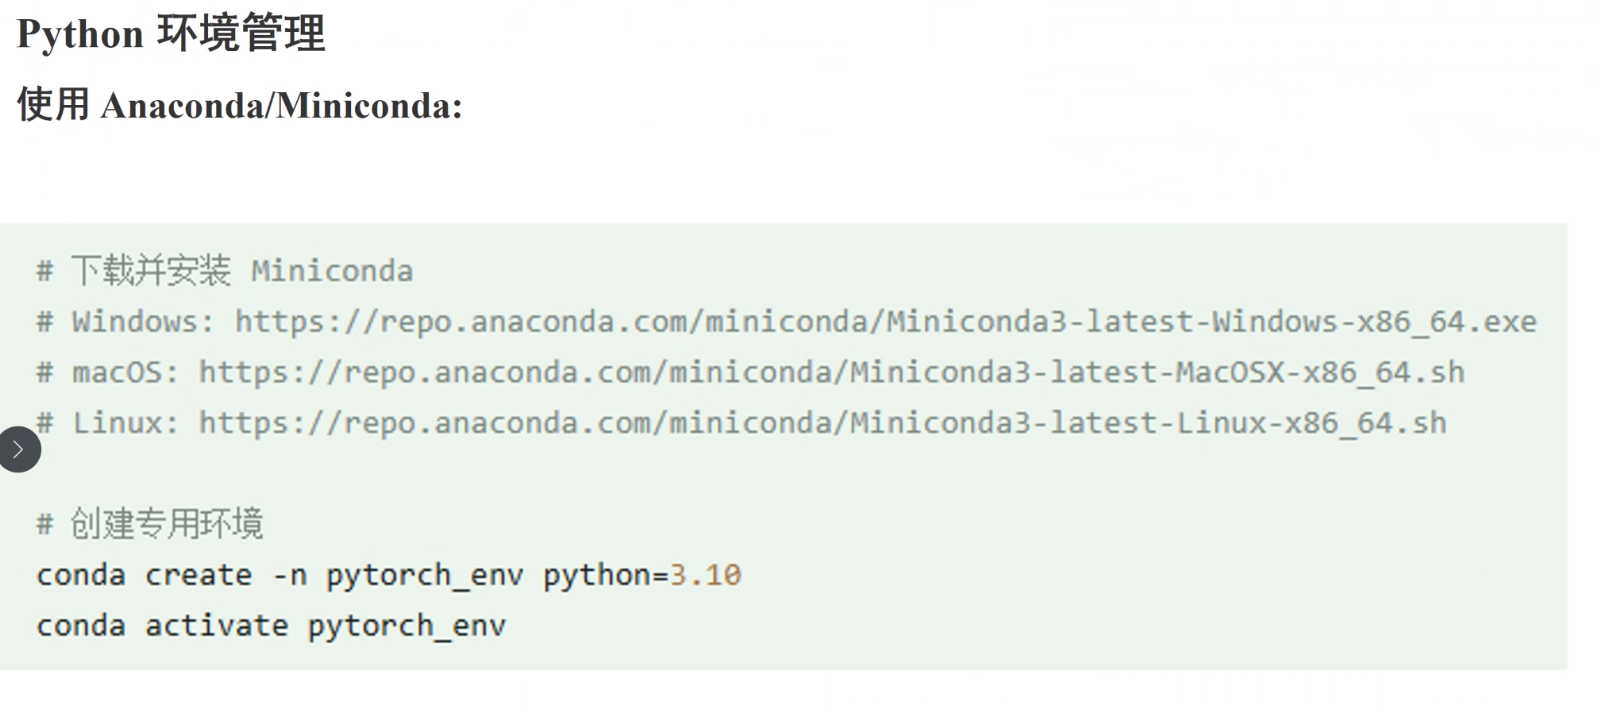 Python 环境管理
使用 Anaconda/Miniconda:
# 下载并安装 Miniconda
# Windows: https://repo.anaconda.com/miniconda/Miniconda3-latest-Windows-x86_64.exe
# macOS: https://repo.anaconda.com/miniconda/Miniconda3-latest-MacOSX-x86_64.sh
# Linux: https://repo.anaconda.com/miniconda/Miniconda3-latest-Linux-x86_64.sh
# 创建专用环境
conda create -n pytorch_env python=3.10
conda activate pytorch_env